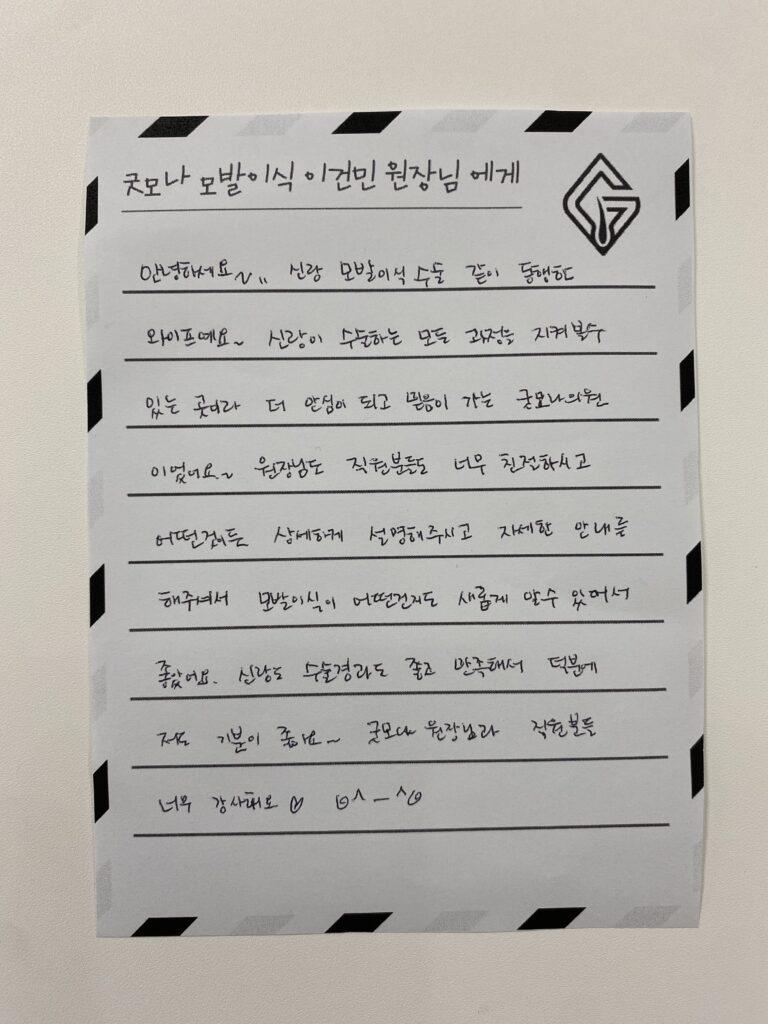 굿모나 모발이식 이건민 원장님 에게
안녕하세요~ 신랑 모발이식 수술 같이 동행한
와이프예요~ 신랑이 수술하는 모든 과정을 지켜볼수
있는 곳이라 더 안심이 되고 믿음이 가는 굿모나의원
이었어요~ 원장님도 직원분들도 너무 친절하시고
어떤것이든 상세하게 설명해주시고 자세한 안내를
해주셔서 모발이식이 어떤건지도 새롭게 알수 있어서
좋았어요. 신랑도 수술경과도 좋고 만족해서 덕분에
저도 기분이 좋아요~ 굿모나 원장님과 직원분들
너무 감사해요 ♡ @^ㅡ^@